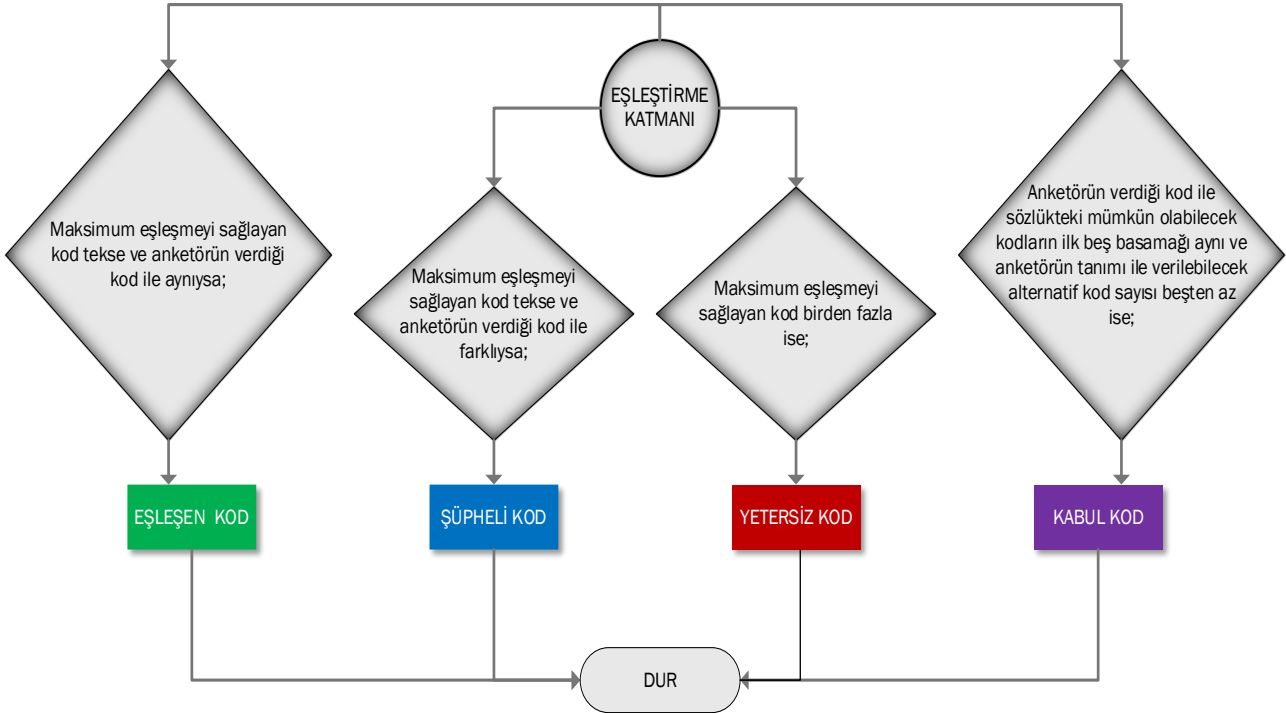 EŞLEŞTİRME
KATMANI
Maksimum eşleşmeyi sağlayan
kod tekse ve anketörün verdiği
kod ile aynıysa;
Maksimum eşleşmeyi
sağlayan kod tekse ve
anketörün verdiği kod ile
farklıysa;
Maksimum eşleşmeyi
sağlayan kod birden fazla
ise;
Anketörün verdiği kod ile
sözlükteki mümkün olabilecek
kodların ilk beş basamağı aynı ve
anketörün tanımı ile verilebilecek
alternatif kod sayısı beşten az
ise;
EŞLEŞEN KOD
ŞÜPHELİ KOD
YETERSİZ KOD
KABUL KOD
DUR